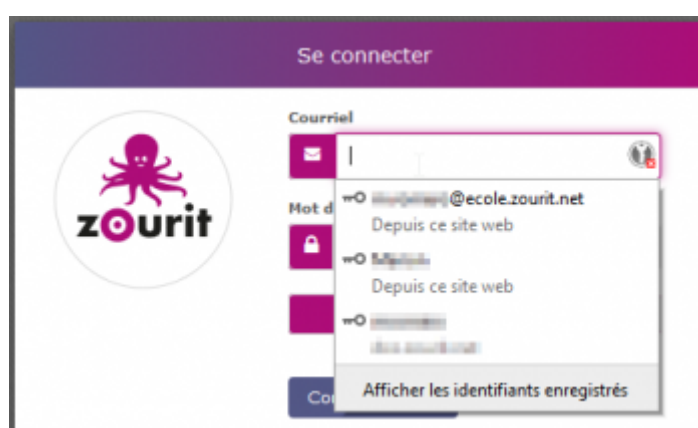 Se connecter
Courriel
zourit
@ecole.zourit.net
Mot d
Depuis ce site web
Depuis ce site web
Afficher les identifiants enregistrés
Co